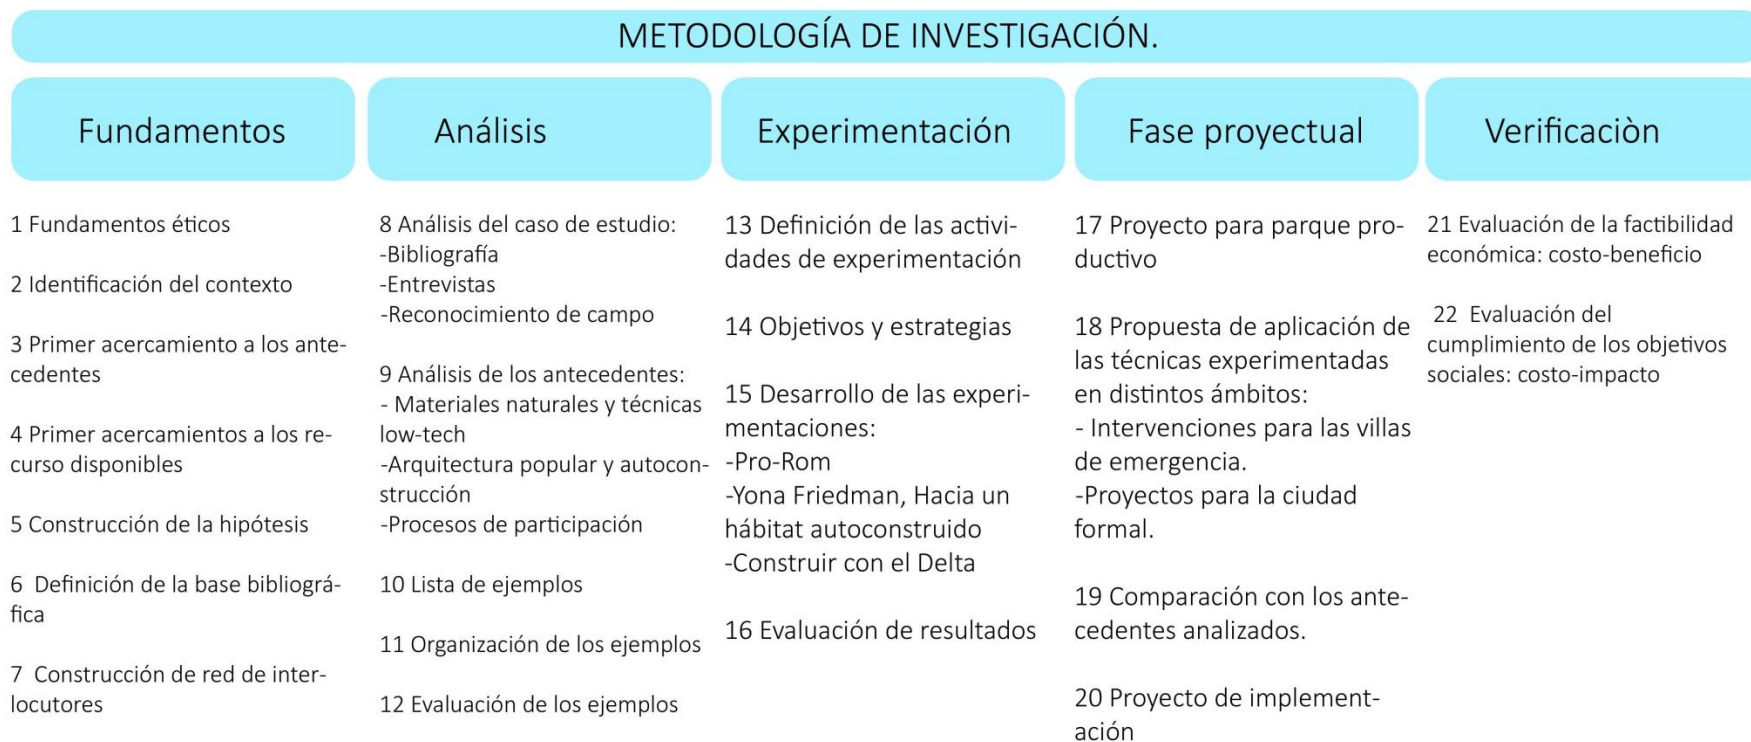 METODOLOGÍA DE INVESTIGACIÓN.
Fundamentos
1 Fundamentos éticos
2 Identificación del contexto
3 Primer acercamiento a los ante-
cedentes
4 Primer acercamientos a los re-
curso disponibles
5 Construcción de la hipótesis
6 Definición de la base bibliográ-
fica
7 Construcción de red de inter-
locutores
Análisis
8 Análisis del caso de estudio:
-Bibliografía
-Entrevistas
-Reconocimiento de campo
9 Análisis de los antecedentes:
- Materiales naturales y técnicas
low-tech
-Arquitectura popular y autocon-
strucción
-Procesos de participación
10 Lista de ejemplos
11 Organización de los ejemplos
12 Evaluación de los ejemplos
Experimentación
13 Definición de las activi-
dades de experimentación
14 Objetivos y estrategias
15 Desarrollo de las experi-
mentaciones:
-Pro-Rom
-Yona Friedman, Hacia un
hábitat autoconstruido
-Construir con el Delta
16 Evaluación de resultados
Fase proyectual
17 Proyecto para parque pro-
ductivo
18 Propuesta de aplicación de
las técnicas experimentadas
en distintos ámbitos:
- Intervenciones para las villas
de emergencia.
-Proyectos para la ciudad
formal.
19 Comparación con los ante-
cedentes analizados.
20 Proyecto de implement-
ación
Verificaciòn
21 Evaluación de la factibilidad
económica: costo-beneficio
22 Evaluación del
cumplimiento de los objetivos
sociales: costo-impacto